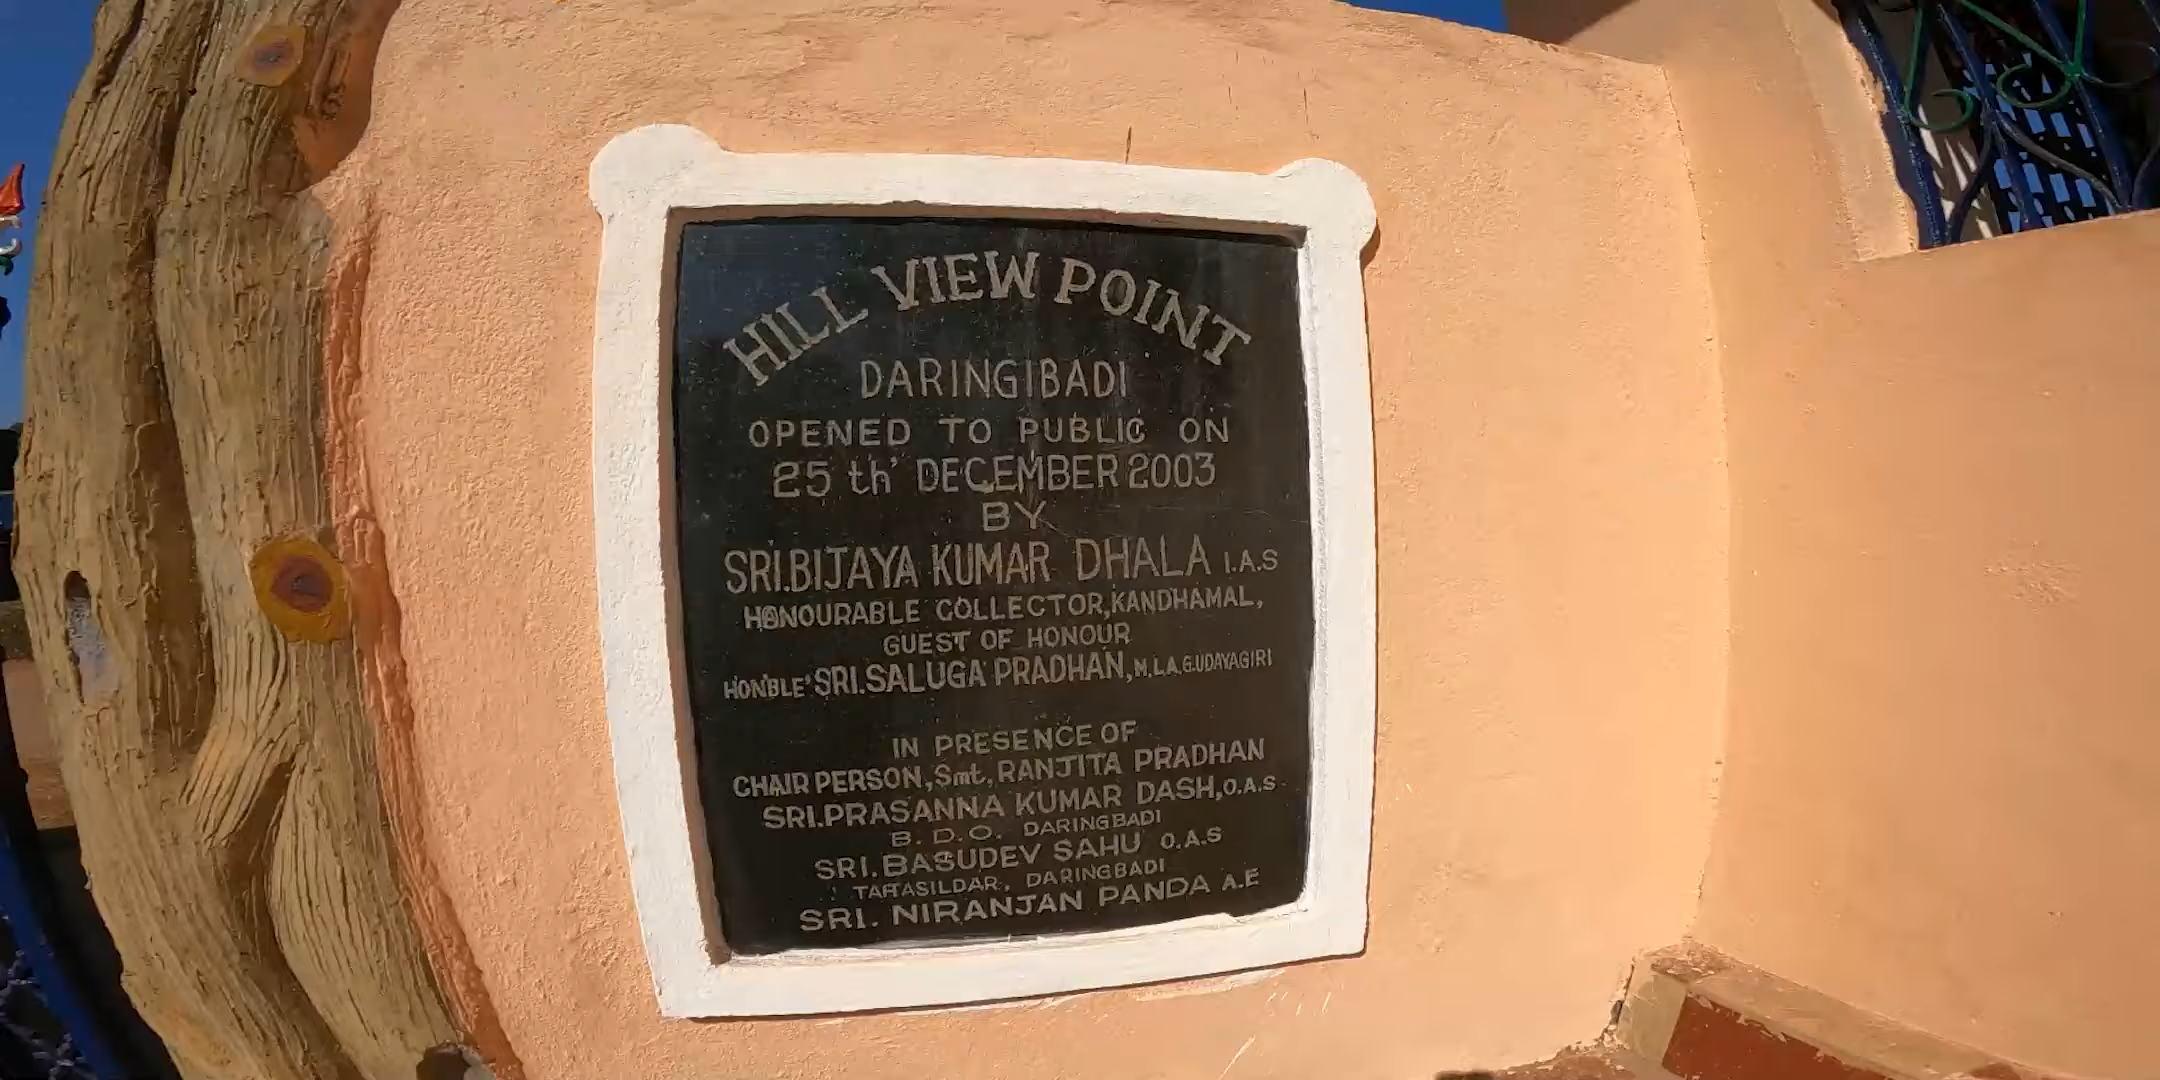 HILL VIEW POINT
DARINGIBADI
OPENED TO PUBLIC ON
25 th' DECEMBER 2003
BY
SRI.BIJAYA KUMAR DHALA I.A.S
HONOURABLE COLLECTOR, KANDHAMAL,
GUEST OF HONOUR
HON'BLE' SRI.SALUGA PRADHAN, M.L.A, G.UDAYAGIRI
IN PRESENCE OF
CHAIR PERSON, Smt, RANJITA PRADHAN
SRI.PRASANNA KUMAR DASH, O.A.S
B.D.O. DARINGBADI
SRI.BASUDEV SAHU O.A.S
TAHASILDAR, DARINGBADI
SRI. NIRANJAN PANDA A.E